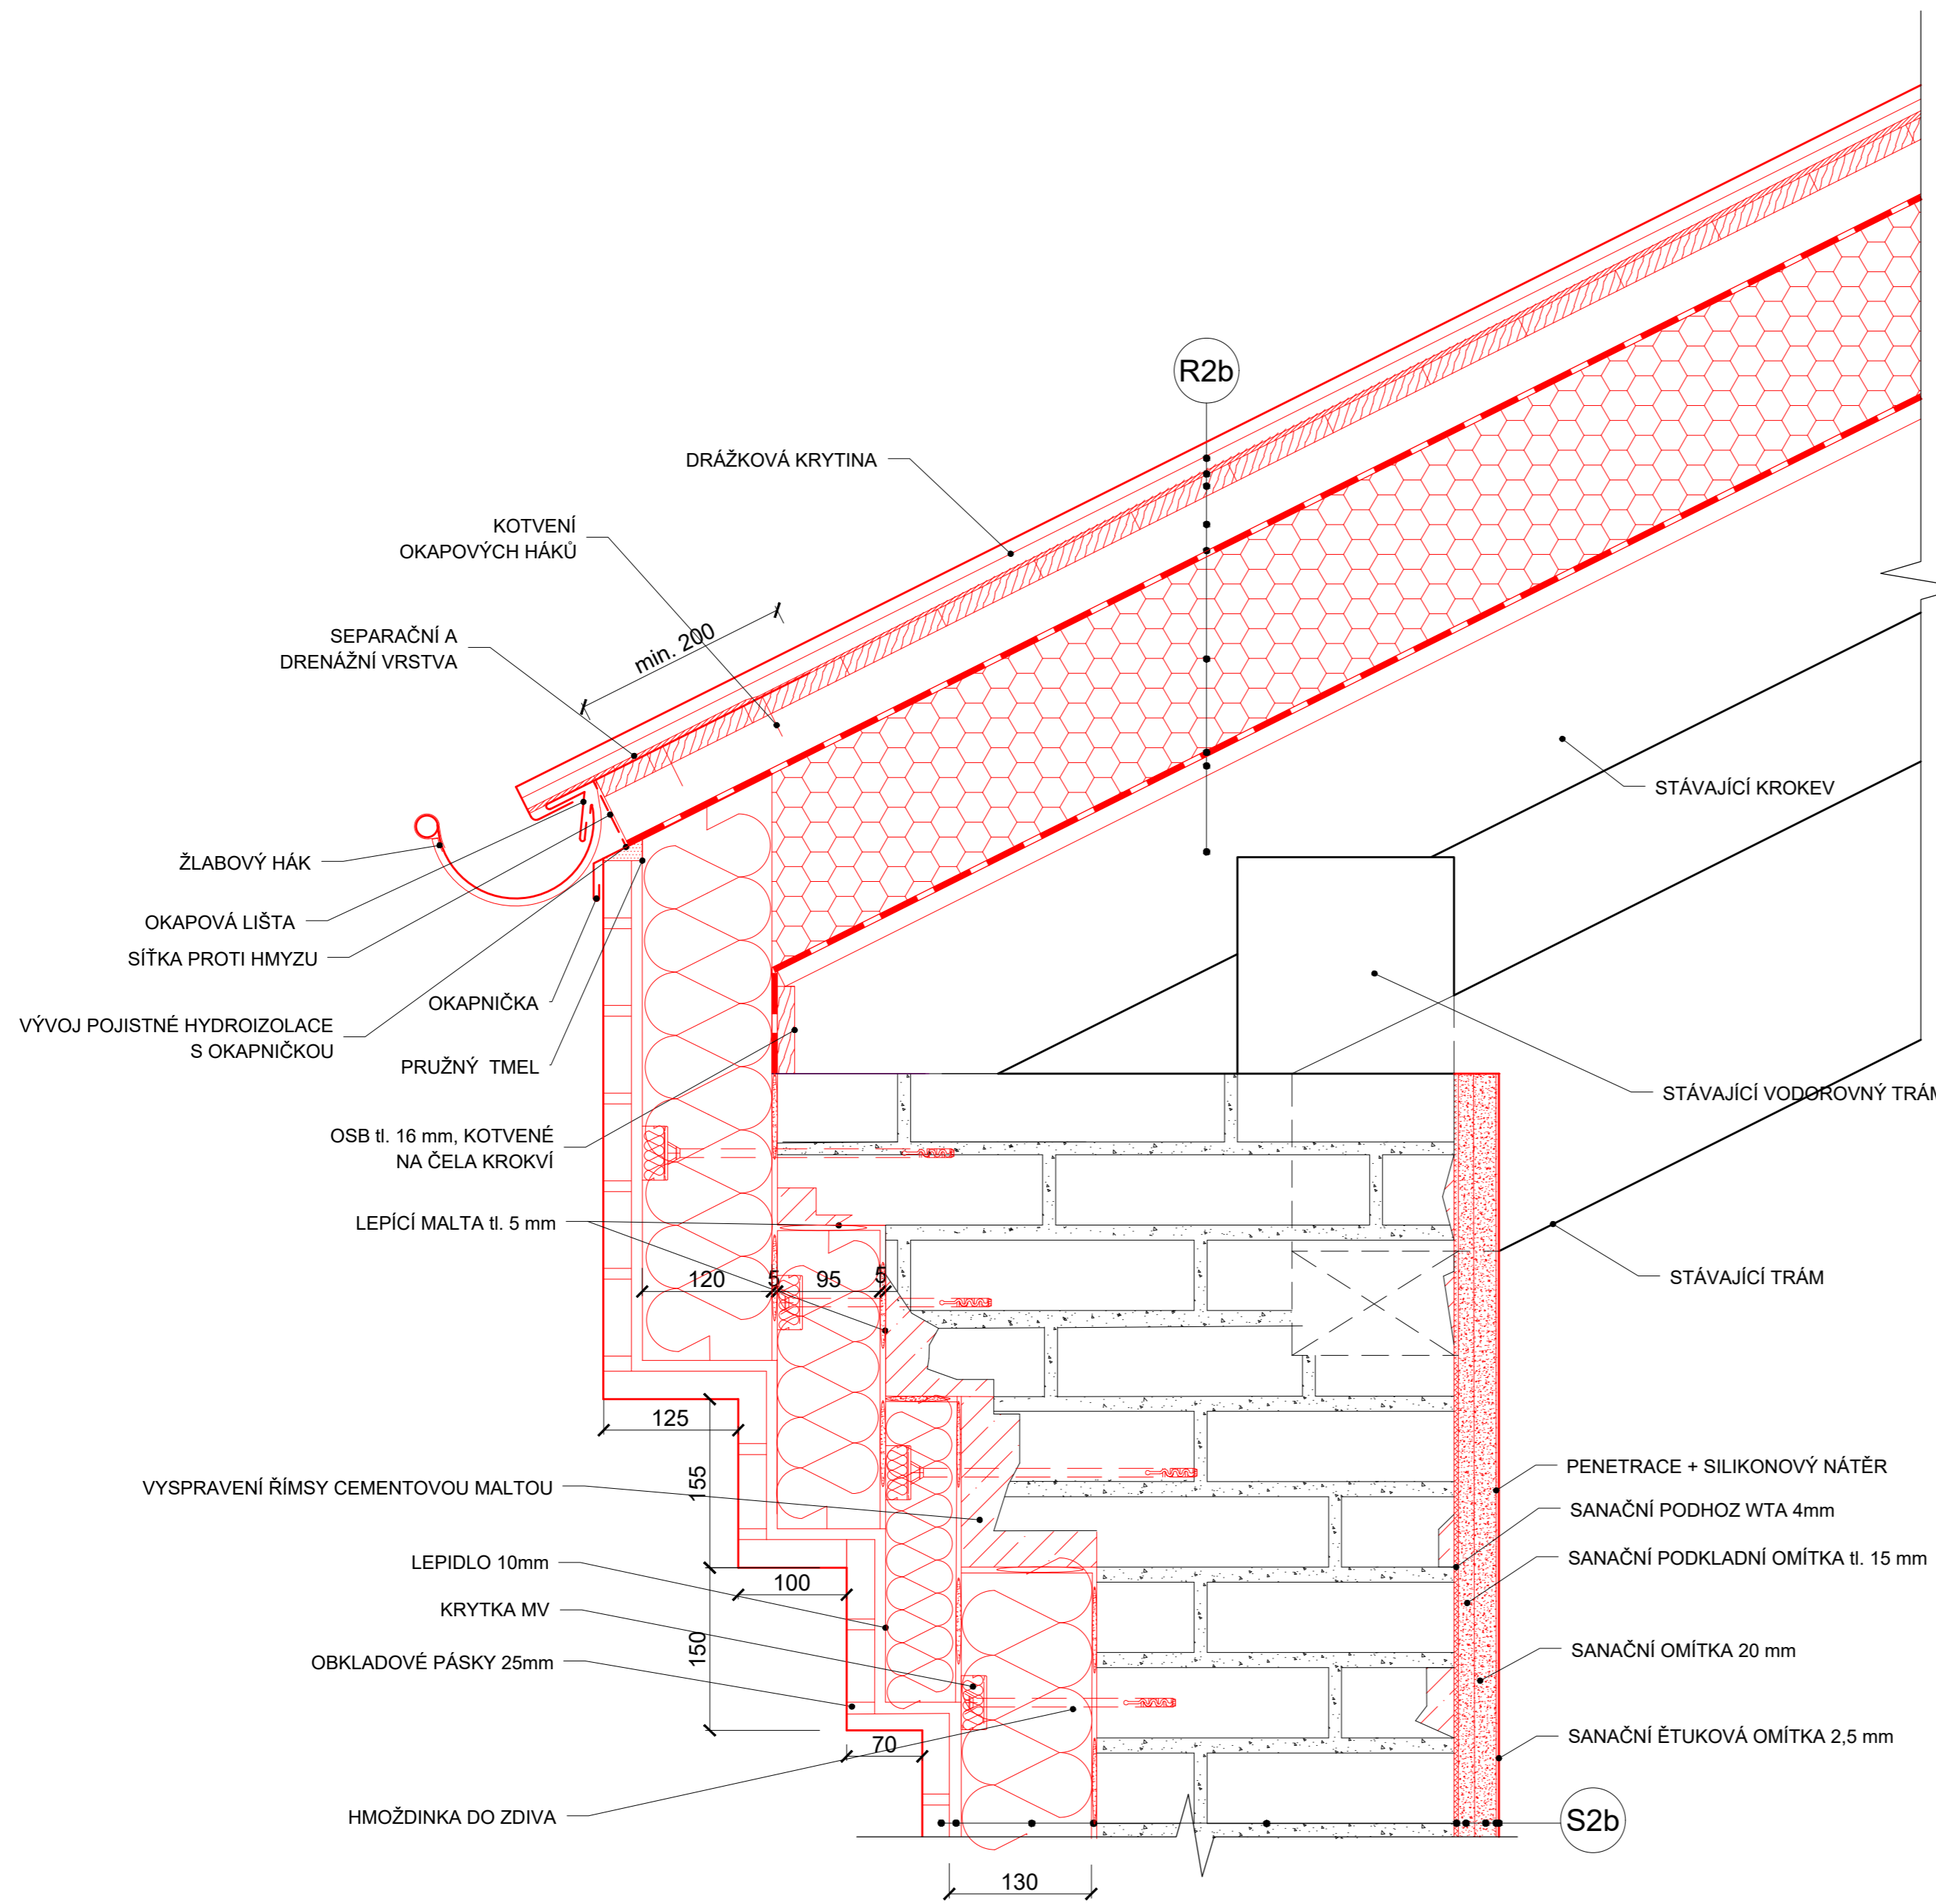 R2b
DRÁŽKOVÁ KRYTINA
KOTVENÍ
OKAPOVÝCH HÁKŮ
min. 200
SEPARAČNÍ A
DRENÁŽNÍ VRSTVA
STÁVAJÍCÍ KROKEV
ŽLABOVÝ HÁK
OKAPOVÁ LIŠTA
SÍŤKA PROTI HMYZU
OKAPNIČKA
VÝVOJ POJISTNÉ HYDROIZOLACE
S OKAPNIČKOU
PRUŽNÝ TMEL
STÁVAJÍCÍ VODOROVNÝ TRÁM
OSB tl. 16 mm, KOTVENÉ
NA ČELA KROKVÍ
LEPÍCÍ MALTA tl. 5 mm
120 5 95 5
STÁVAJÍCÍ TRÁM
125
155
VYSPRAVENÍ ŘÍMSY CEMENTOVOU MALTOU
PENETRACE + SILIKONOVÝ NÁTĚR
SANAČNÍ PODHOZ WTA 4mm
LEPIDLO 10mm
SANAČNÍ PODKLADNÍ OMÍTKA tl. 15 mm
100
KRYTKA MV
150
OBKLADOVÉ PÁSKY 25mm
SANAČNÍ OMÍTKA 20 mm
70
SANAČNÍ ĚTUKOVÁ OMÍTKA 2,5 mm
HMOŽDINKA DO ZDIVA
S2b
130